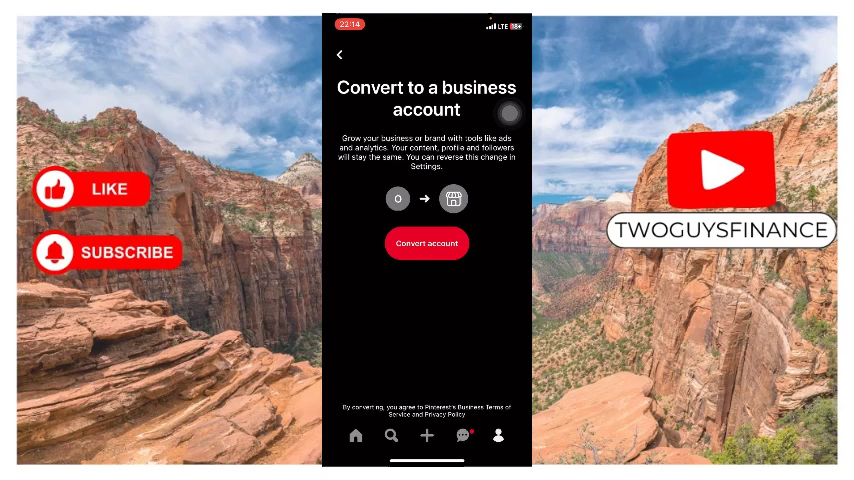 22:14
LTE 18+
Convert to a business
account
Grow your business or brand with tools like ads
and analytics. Your content, profile and followers
will stay the same. You can reverse this change in
Settings.
O
Convert account
By converting, you agree to Pinterest's Business Terms of
Service and Privacy Policy
LIKE
SUBSCRIBE
TWOGUYSFINANCE